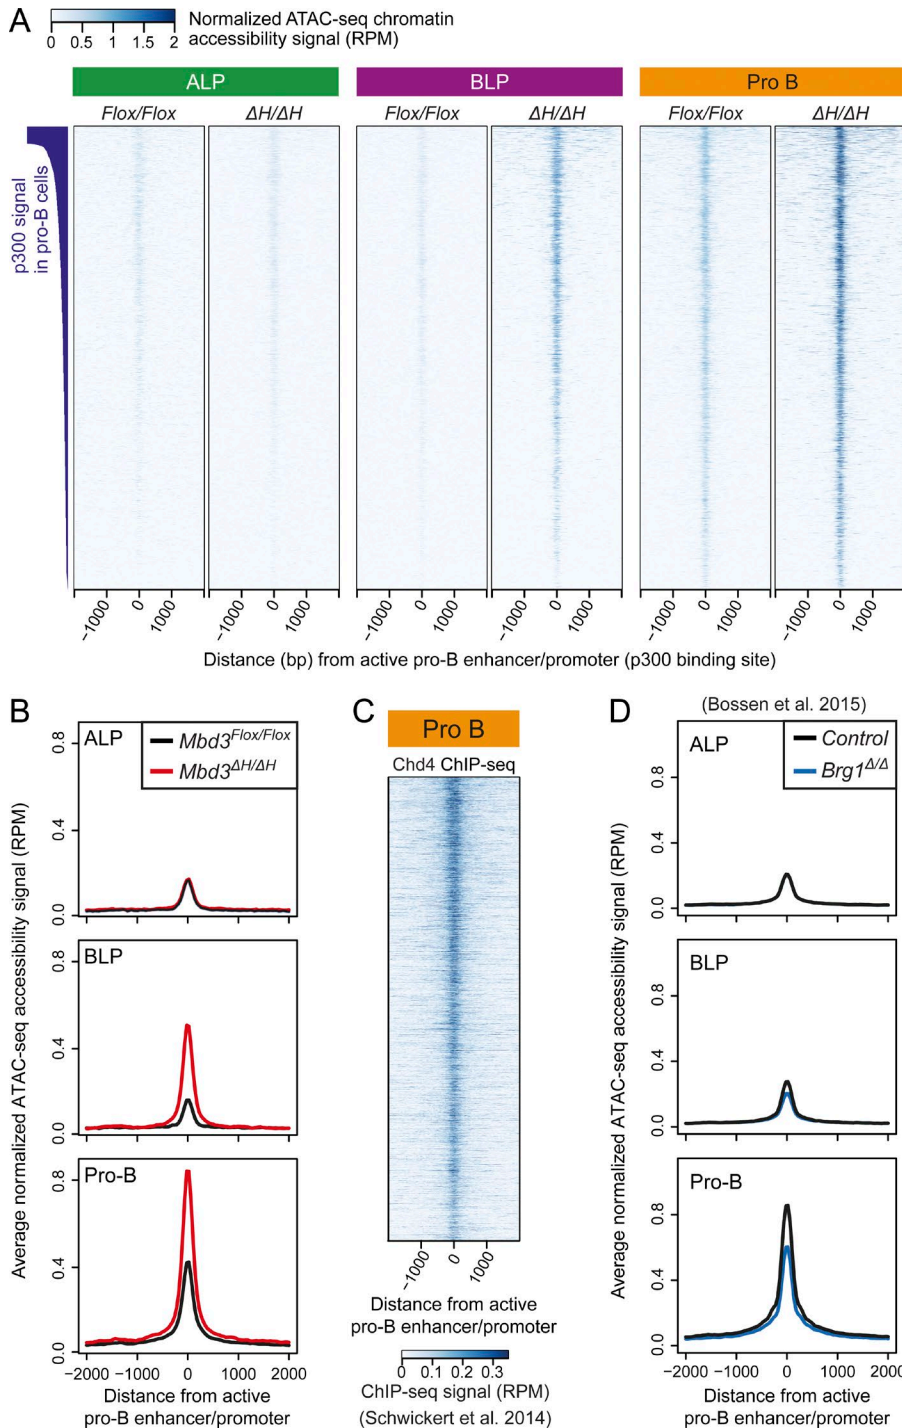 A
Normalized ATAC-seq chromatin
accessibility signal (RPM)
0 0.5 1 1.5 2
ALP BLP Pro B
Flox/Flox ΔH/ΔH Flox/Flox ΔH/ΔH Flox/Flox ΔH/ΔH
p300 signal
in pro-B cells
−1000 0 1000 −1000 0 1000 −1000 0 1000 −1000 0 1000 −1000 0 1000 −1000 0 1000
Distance (bp) from active pro-B enhancer/promoter (p300 binding site)
B
Average normalized ATAC-seq accessibility signal (RPM)
ALP
Mbd3Flox/Flox
Mbd3ΔH/ΔH
0.8
0.4
0.0
BLP
0.8
0.4
0.0
Pro-B
0.8
0.4
0.0
−2000 −1000 0 1000 2000
Distance from active
pro-B enhancer/promoter
C
Pro B
Chd4 ChIP-seq
−1000 0 1000
Distance from active
pro-B enhancer/promoter
0 0.1 0.2 0.3
ChIP-seq signal (RPM)
(Schwickert et al. 2014)
D
(Bossen et al. 2015)
Average normalized ATAC-seq accessibility signal (RPM)
ALP
Control
Brg1Δ/Δ
0.8
0.4
0.0
BLP
0.8
0.4
0.0
Pro-B
0.8
0.4
0.0
−2000 −1000 0 1000 2000
Distance from active
pro-B enhancer/promoter